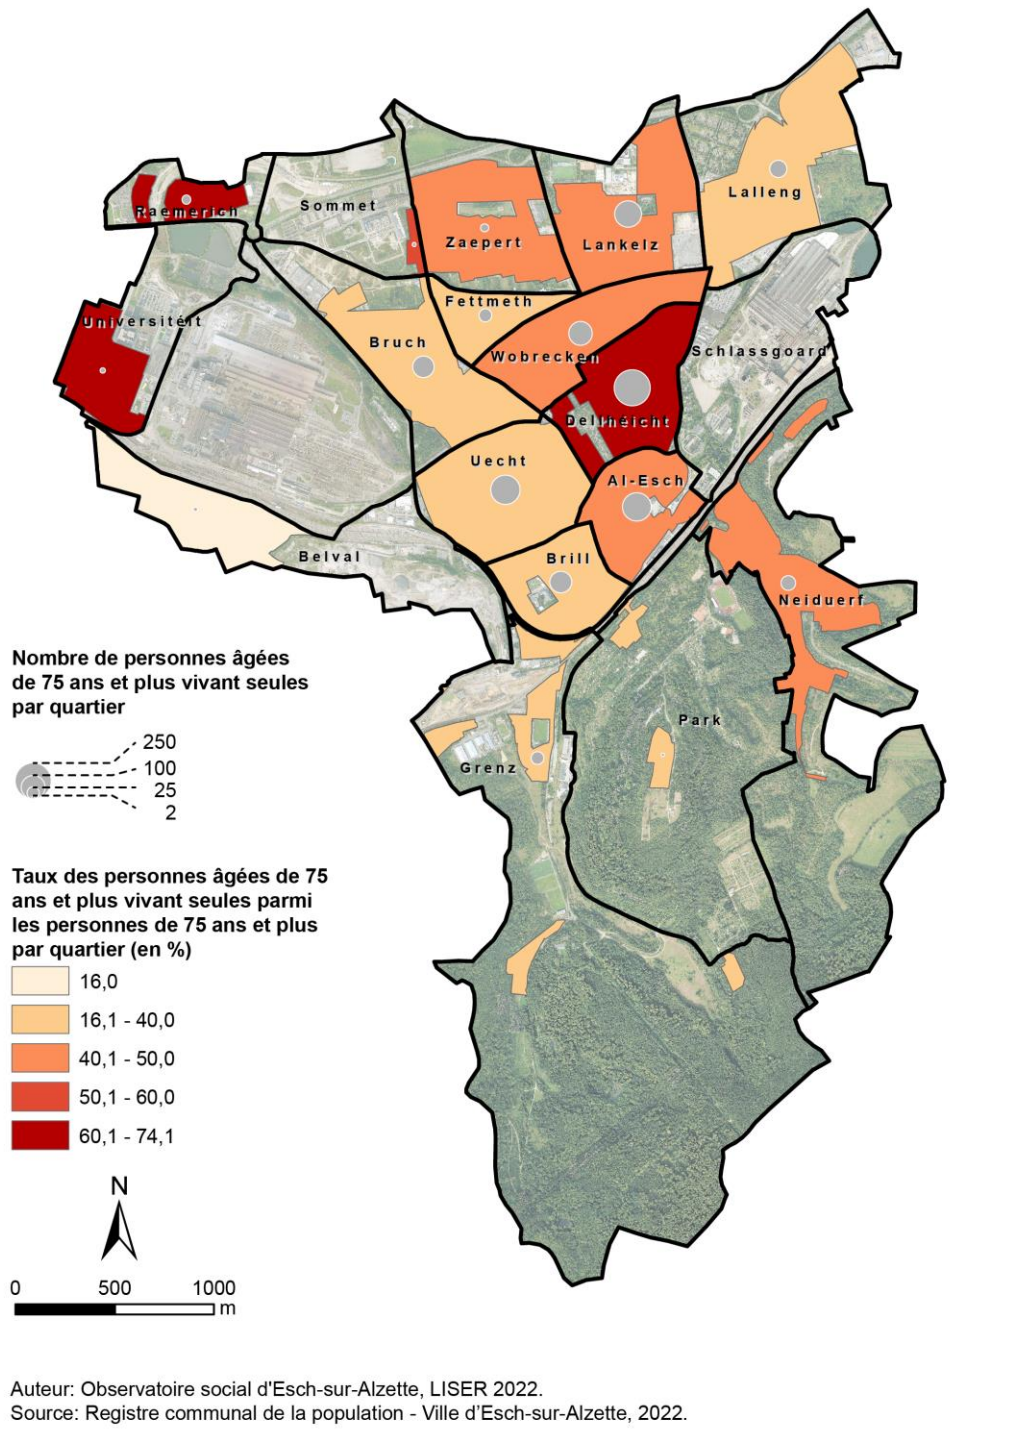 Lalleng
Raemerich
Sommet
Zaepert
Lankelz
Fettmeth
Universitéit
Bruch
Wobrecken
Schlassgoard
Dellhéicht
Uecht
Al-Esch
Belval
Brill
Neiduerf
Park
Grenz
Nombre de personnes âgées
de 75 ans et plus vivant seules
par quartier
250
100
25
2
Taux des personnes âgées de 75
ans et plus vivant seules parmi
les personnes de 75 ans et plus
par quartier (en %)
16,0
16,1 - 40,0
40,1 - 50,0
50,1 - 60,0
60,1 - 74,1
N
0 500 1000
m
Auteur: Observatoire social d'Esch-sur-Alzette, LISER 2022.
Source: Registre communal de la population - Ville d'Esch-sur-Alzette, 2022.